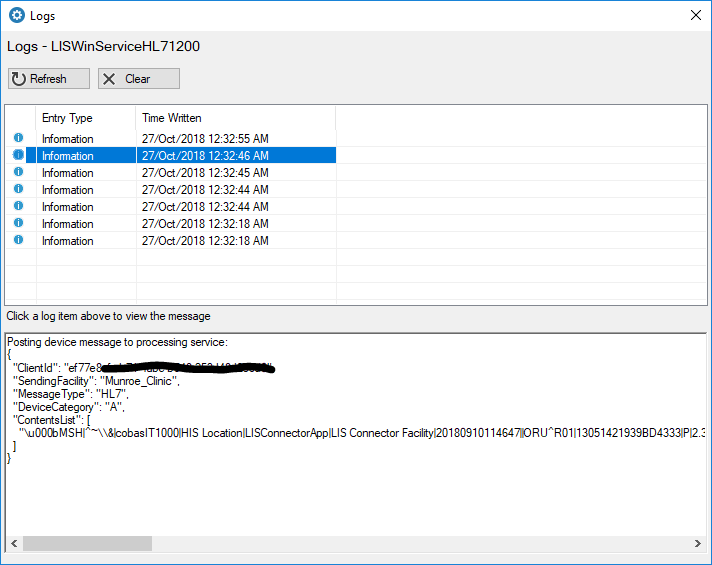 Logs
Logs - LISWinServiceHL71200
Refresh
Clear
Entry Type Time Written
Information 27/Oct/2018 12:32:55 AM
Information 27/Oct/2018 12:32:46 AM
Information 27/Oct/2018 12:32:45 AM
Information 27/Oct/2018 12:32:44 AM
Information 27/Oct/2018 12:32:44 AM
Information 27/Oct/2018 12:32:18 AM
Information 27/Oct/2018 12:32:18 AM
Click a log item above to view the message
Posting device message to processing service:
{
"ClientId": "ef77e8
"SendingFacility": "Munroe_Clinic",
"MessageType": "HL7",
"DeviceCategory": "A",
"ContentsList": [
"\u000bMSH|^~\\&|cobasIT1000|HIS Location|LISConnectorApp|LIS Connector Facility|20180910114647||ORU^R01|13051421939BD4333|P|2.3
]
}